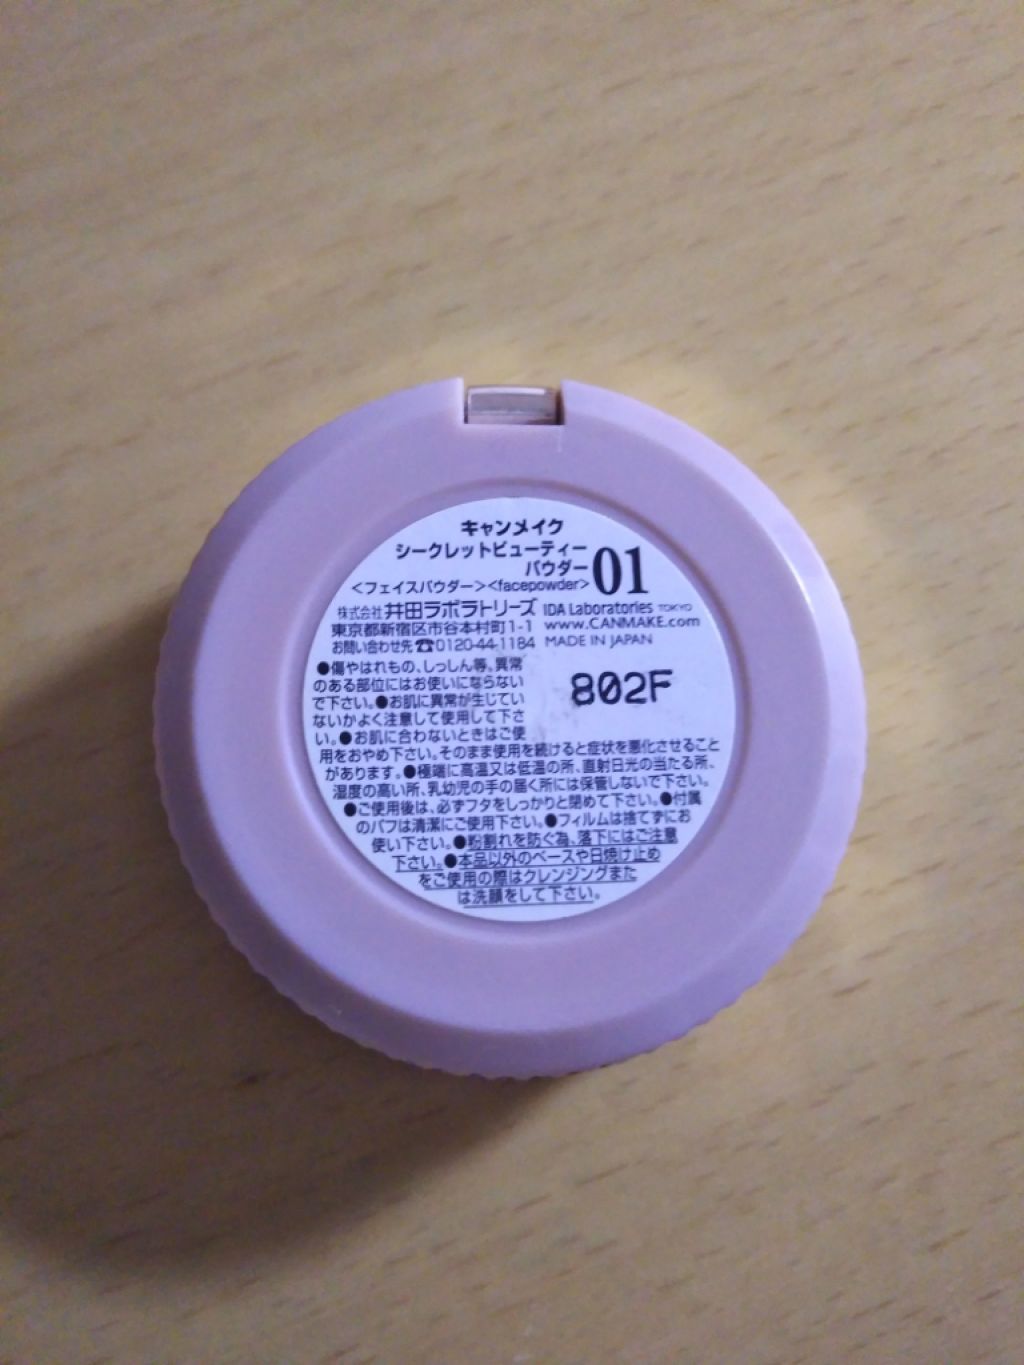 キャンメイク
シークレットビューティー
パウダー 01
<フェイスパウダー><facepowder>
株式会社 井田ラボラトリーズ IDA Laboratories TOKYO
東京都新宿区市谷本村町1-1 www.CANMAKE.com
お問い合わせ先☎0120-44-1184 MADE IN JAPAN
802F
●傷やはれもの、しっしん等、異常
のある部位にはお使いにならない
で下さい。●お肌に異常が生じてい
ないかよく注意して使用して下さ
い。●お肌に合わないときはご使
用をおやめ下さい。そのまま使用を続けると症状を悪化させること
があります。●極端に高温又は低温の所、直射日光の当たる所、
湿度の高い所、乳幼児の手の届く所には保管しないで下さい。
●ご使用後は、必ずフタをしっかりと閉めて下さい。●付属
のパフは清潔にご使用下さい。●フィルムは捨てずにお
使い下さい。●粉割れを防ぐ為、落下にはご注意
下さい。●本品以外のベースや日焼け止め
をご使用の際はクレンジングまた
は洗顔をして下さい。